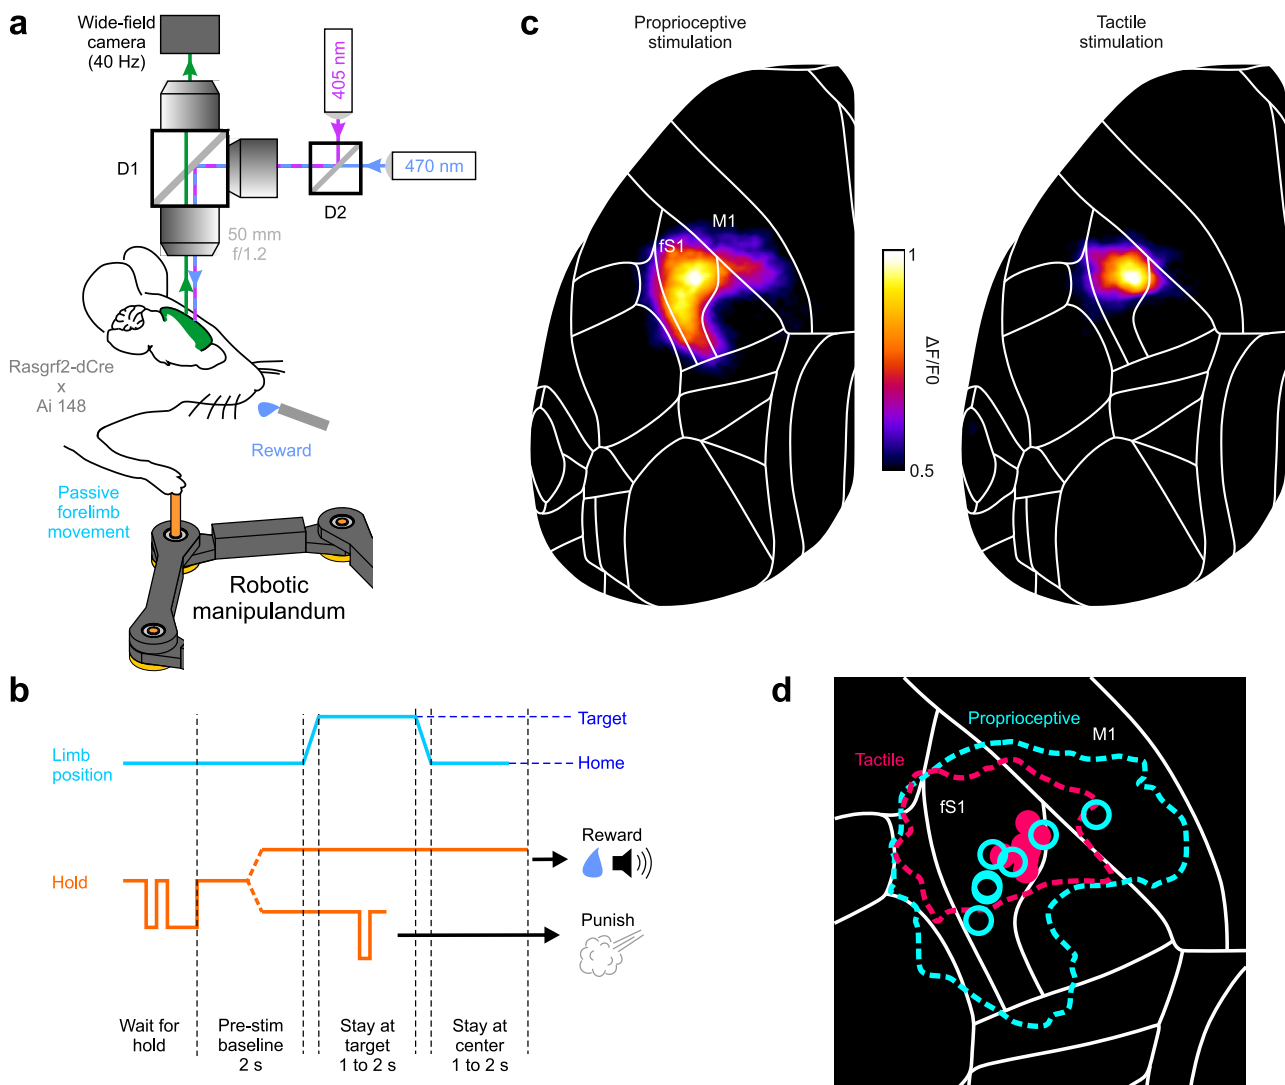 a
Wide-field
camera
(40 Hz)
405 nm
470 nm
D1
D2
50 mm
f/1.2
Rasgrf2-dCre
x
Ai 148
Reward
Passive
forelimb
movement
Robotic
manipulandum
c
Proprioceptive
stimulation
Tactile
stimulation
M1
fS1
1
ΔF/F0
0.5
b
Limb
position
Target
Home
Hold
Reward
Punish
Wait for
hold
Pre-stim
baseline
2 s
Stay at
target
1 to 2 s
Stay at
center
1 to 2 s
d
Proprioceptive
M1
Tactile
fS1